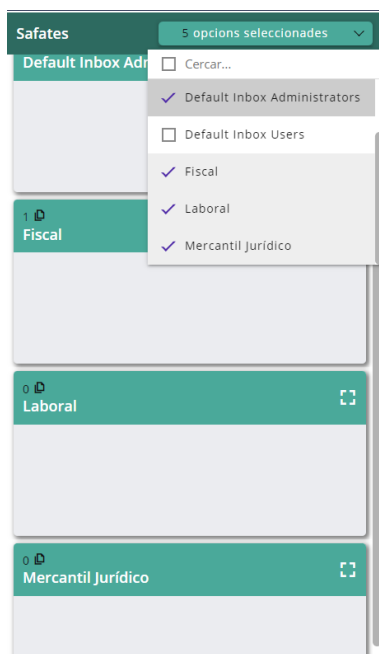 Safates
5 opcions seleccionades
Default Inbox Adr
Cercar...
Default Inbox Administrators
Default Inbox Users
Fiscal
Laboral
Mercantil Jurídico
1
Fiscal
0
Laboral
0
Mercantil Jurídico